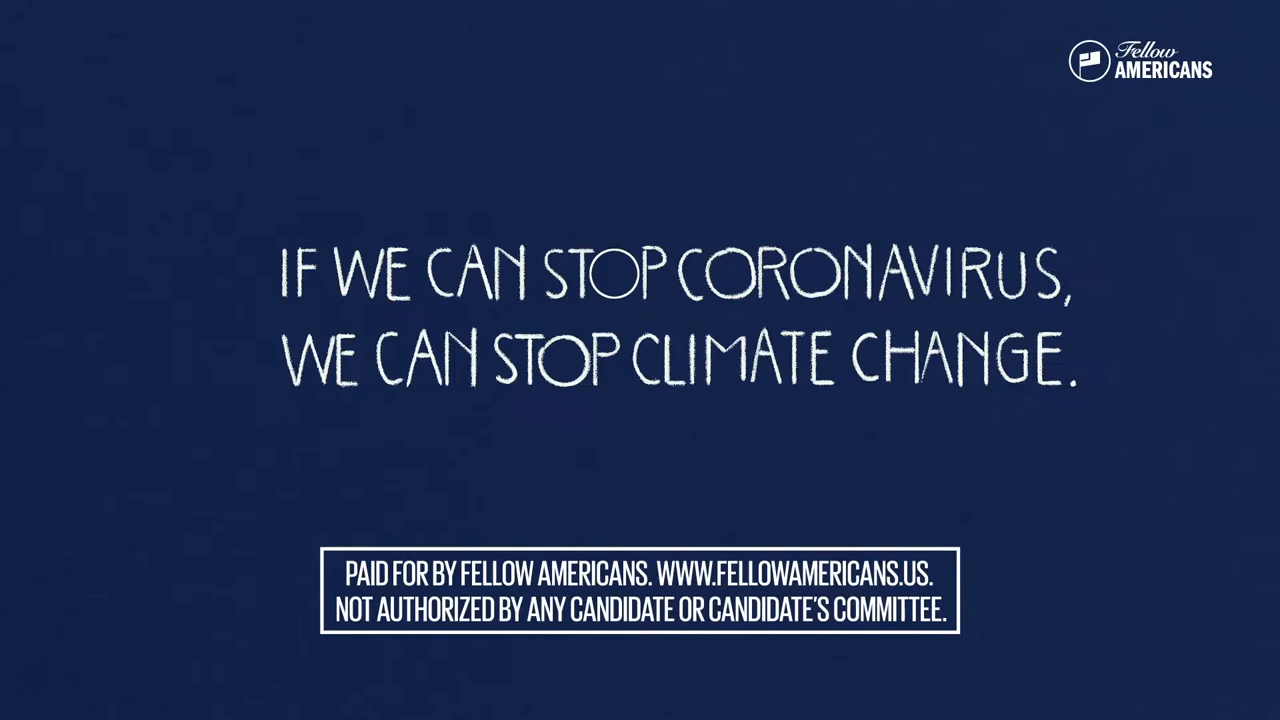 Fellow
AMERICANS
IF WE CAN STOP CORONAVIRUS,
WE CAN STOP CLIMATE CHANGE.
PAID FOR BY FELLOW AMERICANS. WWW.FELLOWAMERICANS.US.
NOT AUTHORIZED BY ANY CANDIDATE OR CANDIDATE'S COMMITTEE.